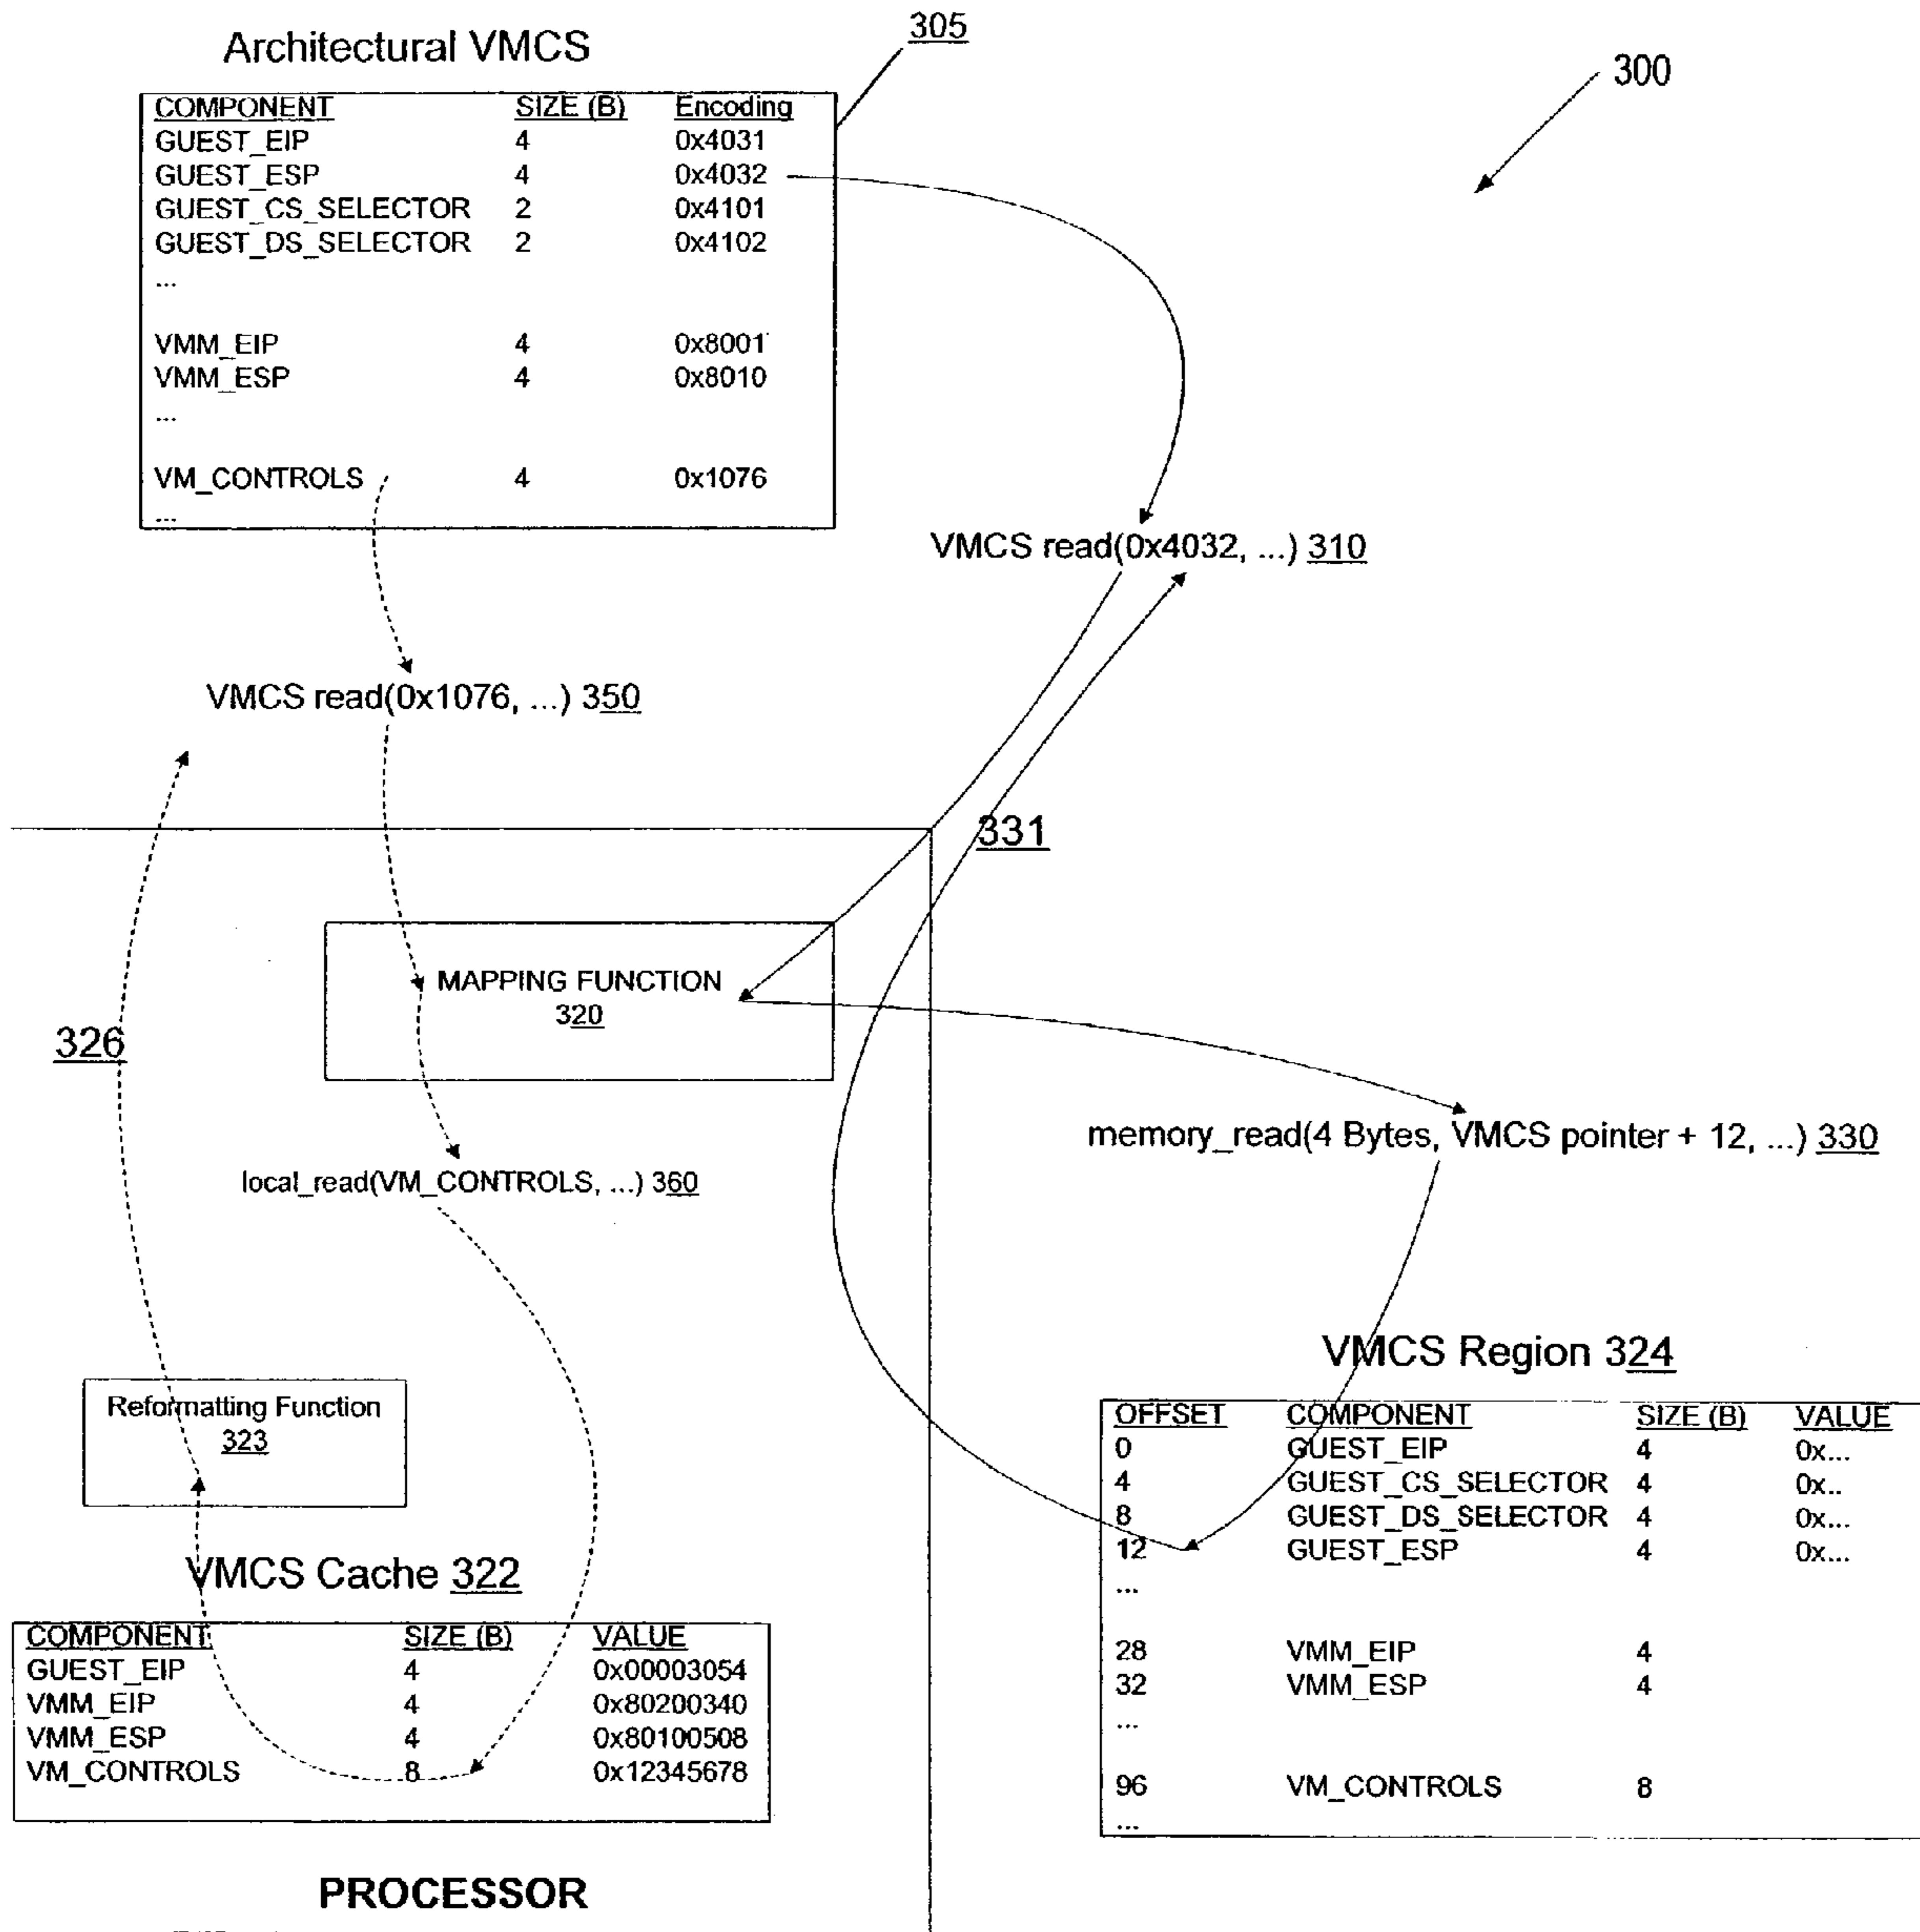 305
Architectural VMCS
300
COMPONENT SIZE (B) Encoding
GUEST_EIP 4 0x4031
GUEST_ESP 4 0x4032
GUEST_CS_SELECTOR 2 0x4101
GUEST_DS_SELECTOR 2 0x4102
...
VMM_EIP 4 0x8001
VMM_ESP 4 0x8010
...
VM_CONTROLS 4 0x1076
...
VMCS read(0x4032, ...) 310
VMCS read(0x1076, ...) 350
331
MAPPING FUNCTION
320
326
memory_read(4 Bytes, VMCS pointer + 12, ...) 330
local_read(VM_CONTROLS, ...) 360
VMCS Region 324
Reformatting Function
323
OFFSET COMPONENT SIZE (B) VALUE
0 GUEST_EIP 4 0x...
4 GUEST_CS_SELECTOR 4 0x..
8 GUEST_DS_SELECTOR 4 0x...
12 GUEST_ESP 4 0x...
...
28 VMM_EIP 4
32 VMM_ESP 4
...
96 VM_CONTROLS 8
...
VMCS Cache 322
COMPONENT SIZE (B) VALUE
GUEST_EIP 4 0x00003054
VMM_EIP 4 0x80200340
VMM_ESP 4 0x80100508
VM_CONTROLS 8 0x12345678
PROCESSOR